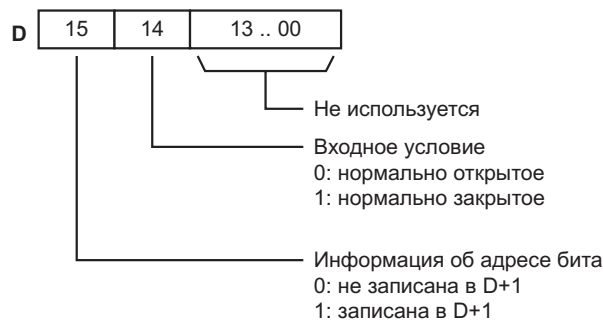 D 15 14 13 .. 00
Не используется
Входное условие
0: нормально открытое
1: нормально закрытое
Информация об адресе бита
0: не записана в D+1
1: записана в D+1